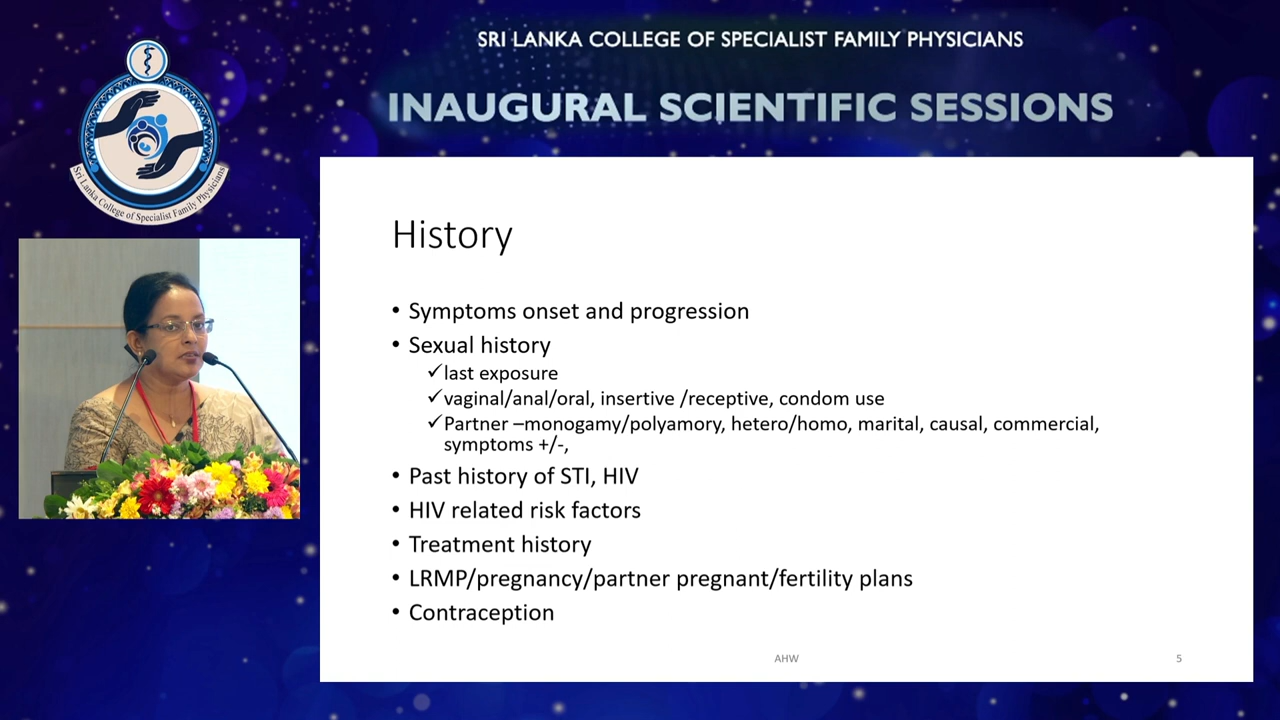 SRI LANKA COLLEGE OF SPECIALIST FAMILY PHYSICIANS
INAUGURAL SCIENTIFIC SESSIONS
Sri Lanka College of Specialist Family Physicians
History
• Symptoms onset and progression
• Sexual history
✓last exposure
✓vaginal/anal/oral, insertive /receptive, condom use
✓Partner –monogamy/polyamory, hetero/homo, marital, causal, commercial,
symptoms +/-,
• Past history of STI, HIV
• HIV related risk factors
• Treatment history
• LRMP/pregnancy/partner pregnant/fertility plans
• Contraception
AHW
5